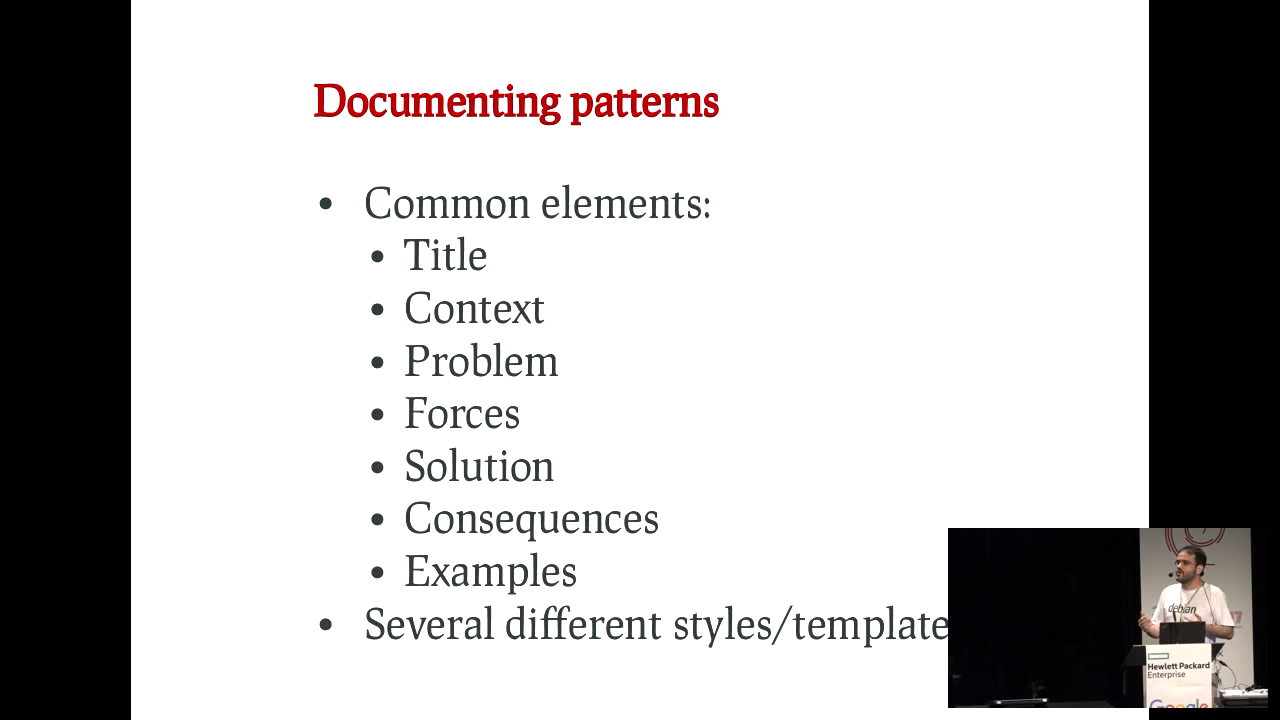 Documenting patterns
• Common elements:
• Title
• Context
• Problem
• Forces
• Solution
• Consequences
• Examples
• Several different styles/template
debian
Hewlett Packard
Enterprise
Google